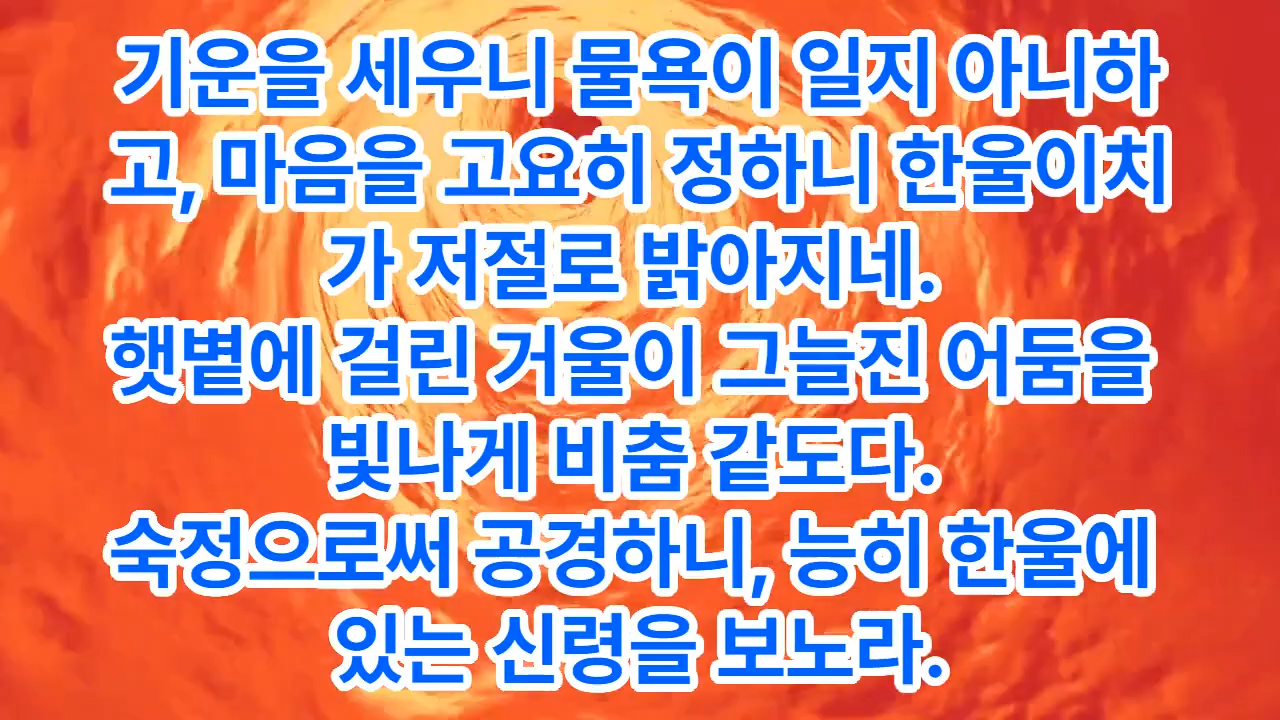 기운을 세우니 물욕이 일지 아니하
고, 마음을 고요히 정하니 한울이치
가 저절로 밝아지네.
햇볕에 걸린 거울이 그늘진 어둠을
빛나게 비춤 같도다.
숙정으로써 공경하니, 능히 한울에
있는 신령을 보노라.